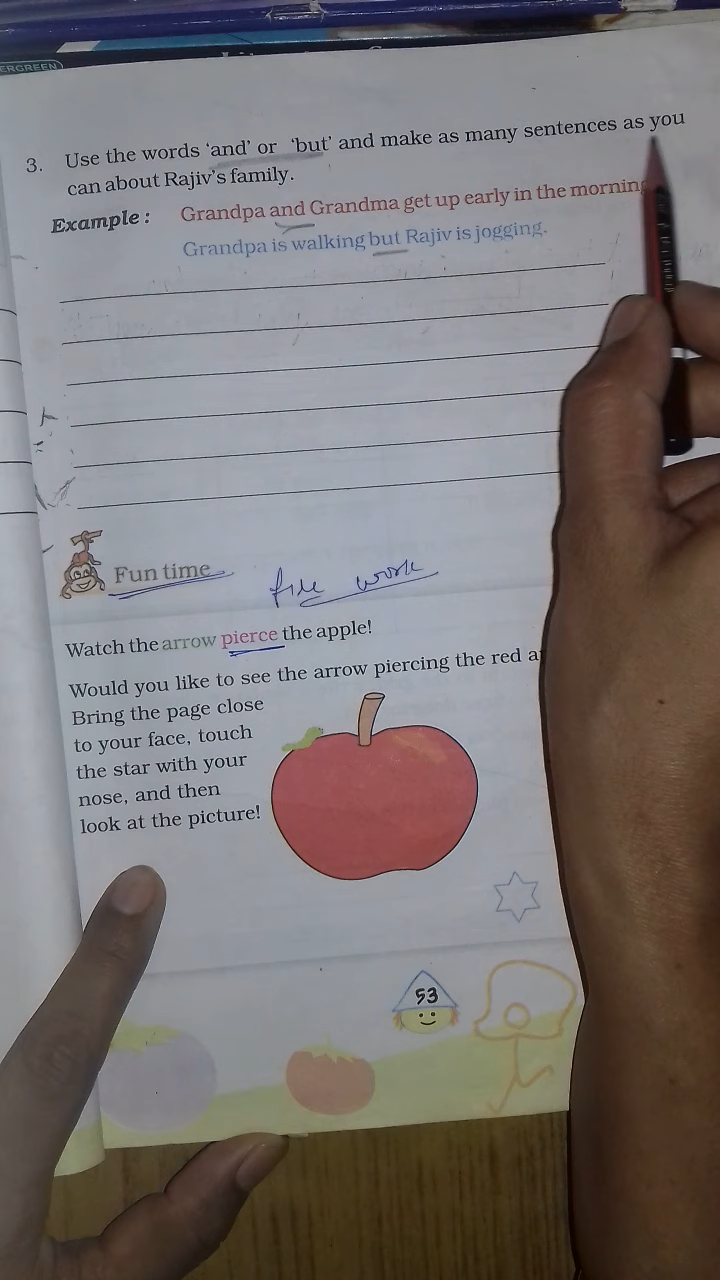 ERGREEN
3. Use the words 'and' or 'but' and make as many sentences as you
can about Rajiv's family.
Example : Grandpa and Grandma get up early in the morning
Grandpa is walking but Rajiv is jogging.
Fun time
work
Watch the arrow pierce the apple!
Would you like to see the arrow piercing the red a
Bring the page close
to your face, touch
the star with your
nose, and then
look at the picture!
53